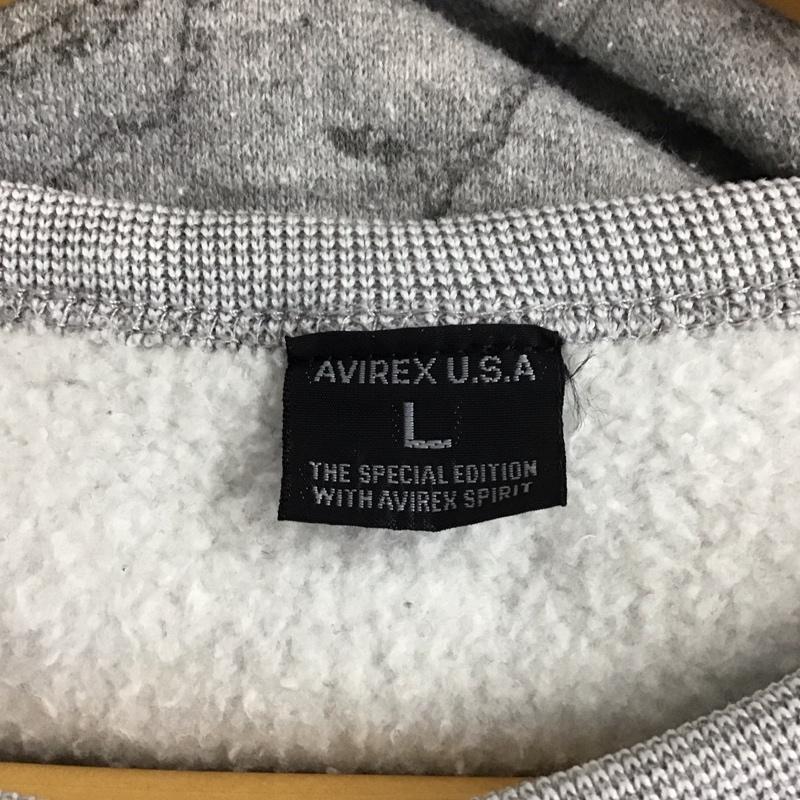 AVIREX U.S.A
L
THE SPECIAL EDITION
WITH AVIREX SPIRIT